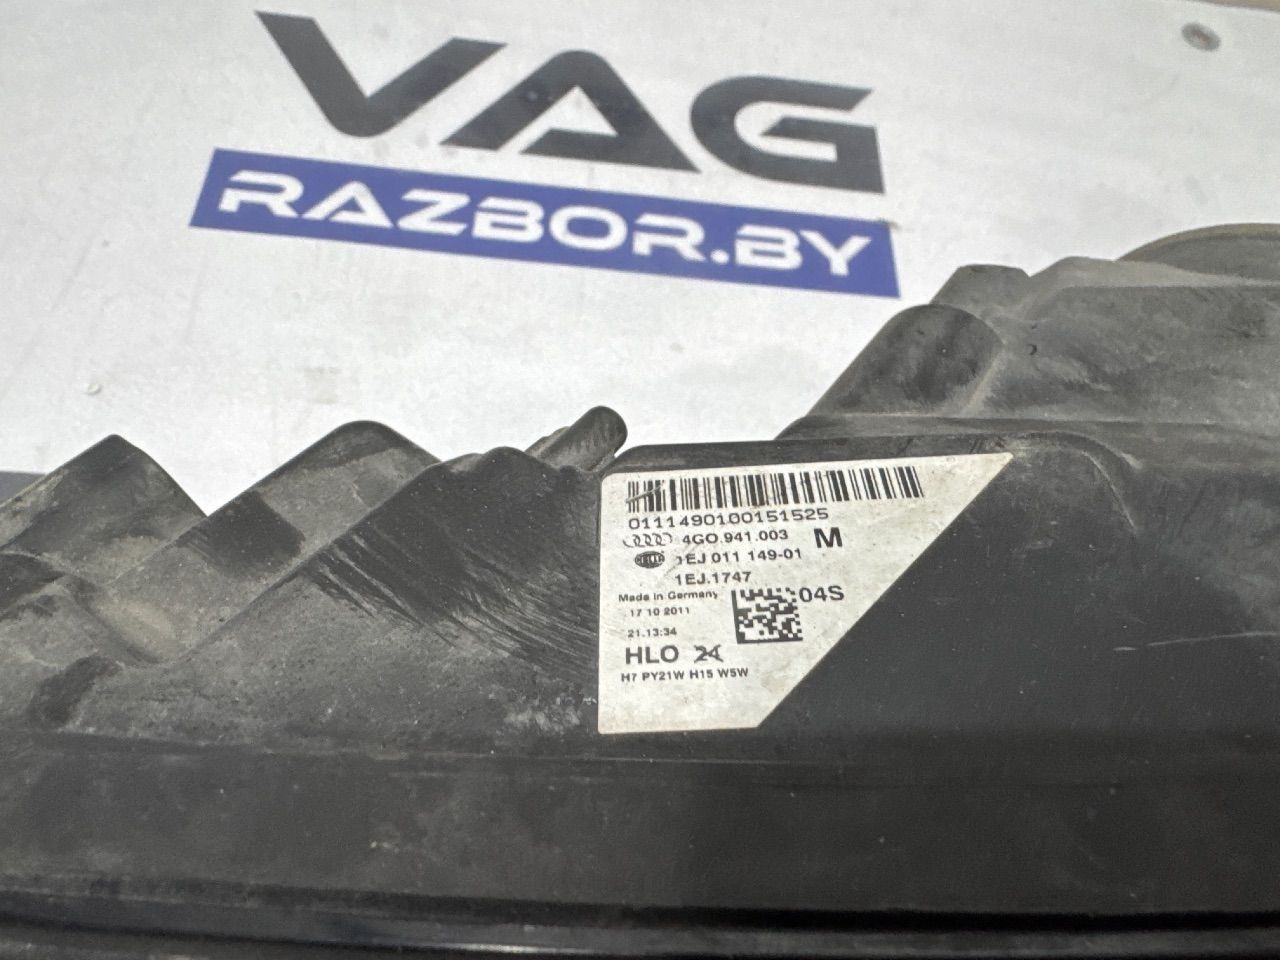 VAG
RAZBOR.BY
0111490100151525
4G0.941.003 M
1EJ 011 149-01
1EJ.1747
Made in Germany
04S
17 10 2011
21.13:34
HLO 24
H7 PY21W H15 W5W